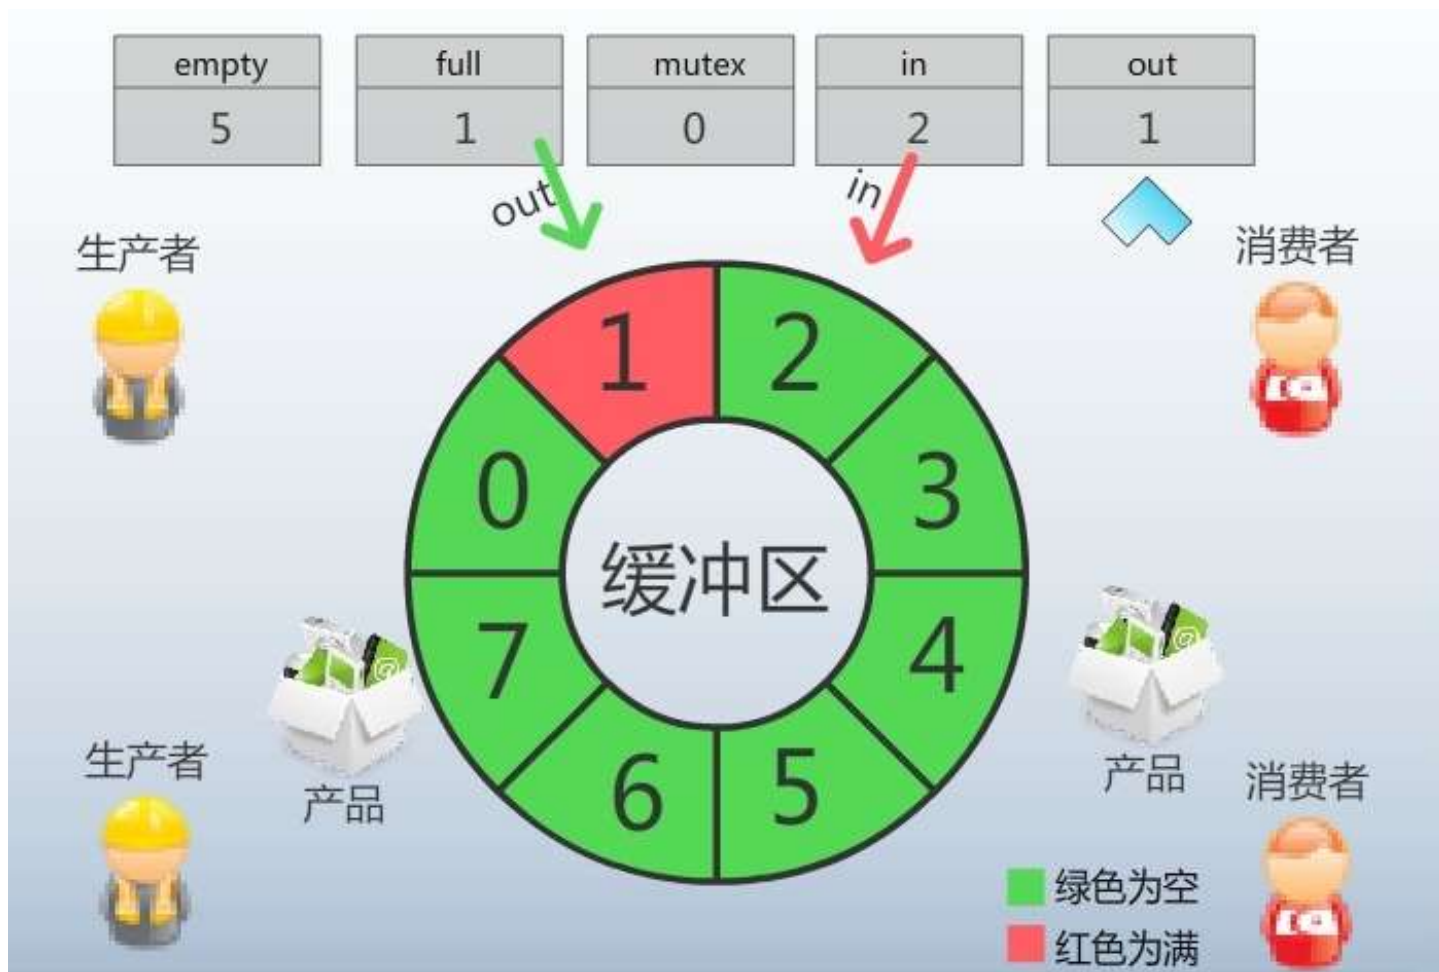 empty
full
mutex
in
out
5
1
0
2
1
out
in
生产者
消费者
1
2
0
3
缓冲区
7
4
6
5
产品
产品
生产者
消费者
绿色为空
红色为满